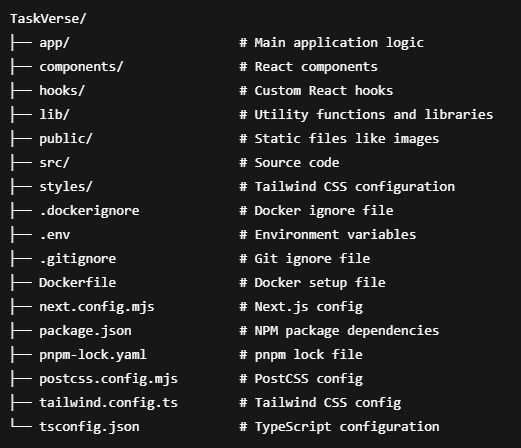 TaskVerse/
├── app/                     # Main application logic
├── components/              # React components
├── hooks/                   # Custom React hooks
├── lib/                     # Utility functions and libraries
├── public/                  # Static files like images
├── src/                     # Source code
├── styles/                  # Tailwind CSS configuration
├── .dockerignore            # Docker ignore file
├── .env                     # Environment variables
├── .gitignore               # Git ignore file
├── Dockerfile               # Docker setup file
├── next.config.mjs          # Next.js config
├── package.json             # NPM package dependencies
├── pnpm-lock.yaml           # pnpm lock file
├── postcss.config.mjs       # PostCSS config
├── tailwind.config.ts       # Tailwind CSS config
└── tsconfig.json            # TypeScript configuration